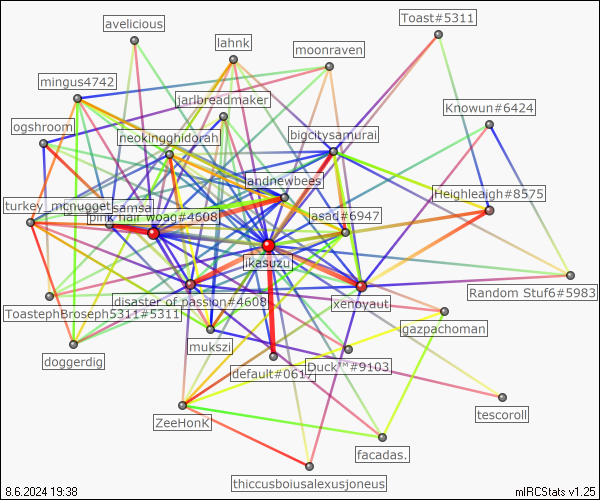 avelicious
Toast#5311
lahnk
moonraven
mingus4742
jarlbreadmaker
Knowun#6424
ogshroom
neokingghidorah
bigcitysamurai
landnewbees
Heighleaigh#8575
turkey_mcnugget
samsa
pink hair woag#4608
lasad#6947
ikasuzu
disaster of passion#4608
xenoyaut
Random Stuf6#5983
ToastephBroseph5311#5311
gazpachoman
mukszi
doggerdig
default#0617
Duck™#9103
tescoroll
ZeeHonK
facadas.
thiccusboiusalexusjoneus
8.6.2024 19:38
mIRCStats v1.25